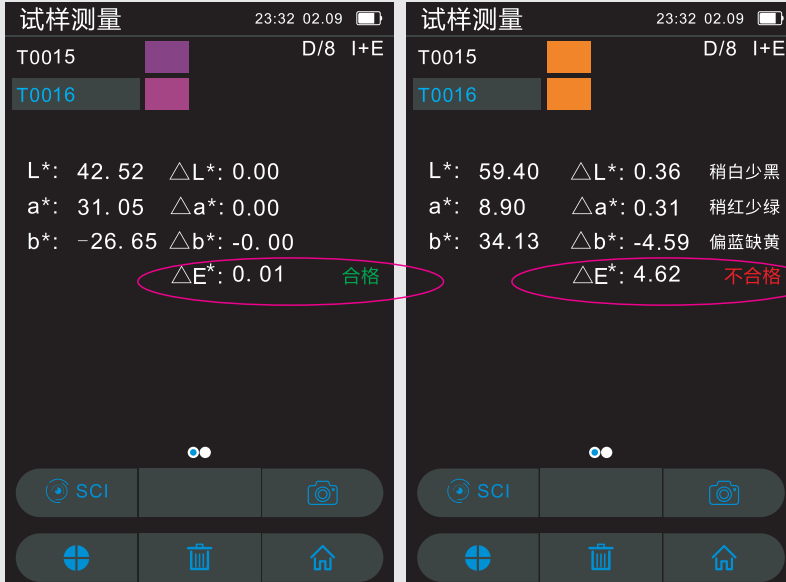 试样测量 23:32 02.09
T0015 D/8 I+E
T0016
L*: 42.52 △L*: 0.00
a*: 31.05 △a*: 0.00
b*: -26.65 △b*: -0.00
△E*: 0.01 合格
SCI
试样测量 23:32 02.09
T0015 D/8 I+E
T0016
L*: 59.40 △L*: 0.36 稍白少黑
a*: 8.90 △a*: 0.31 稍红少绿
b*: 34.13 △b*: -4.59 偏蓝缺黄
△E*: 4.62 不合格
SCI